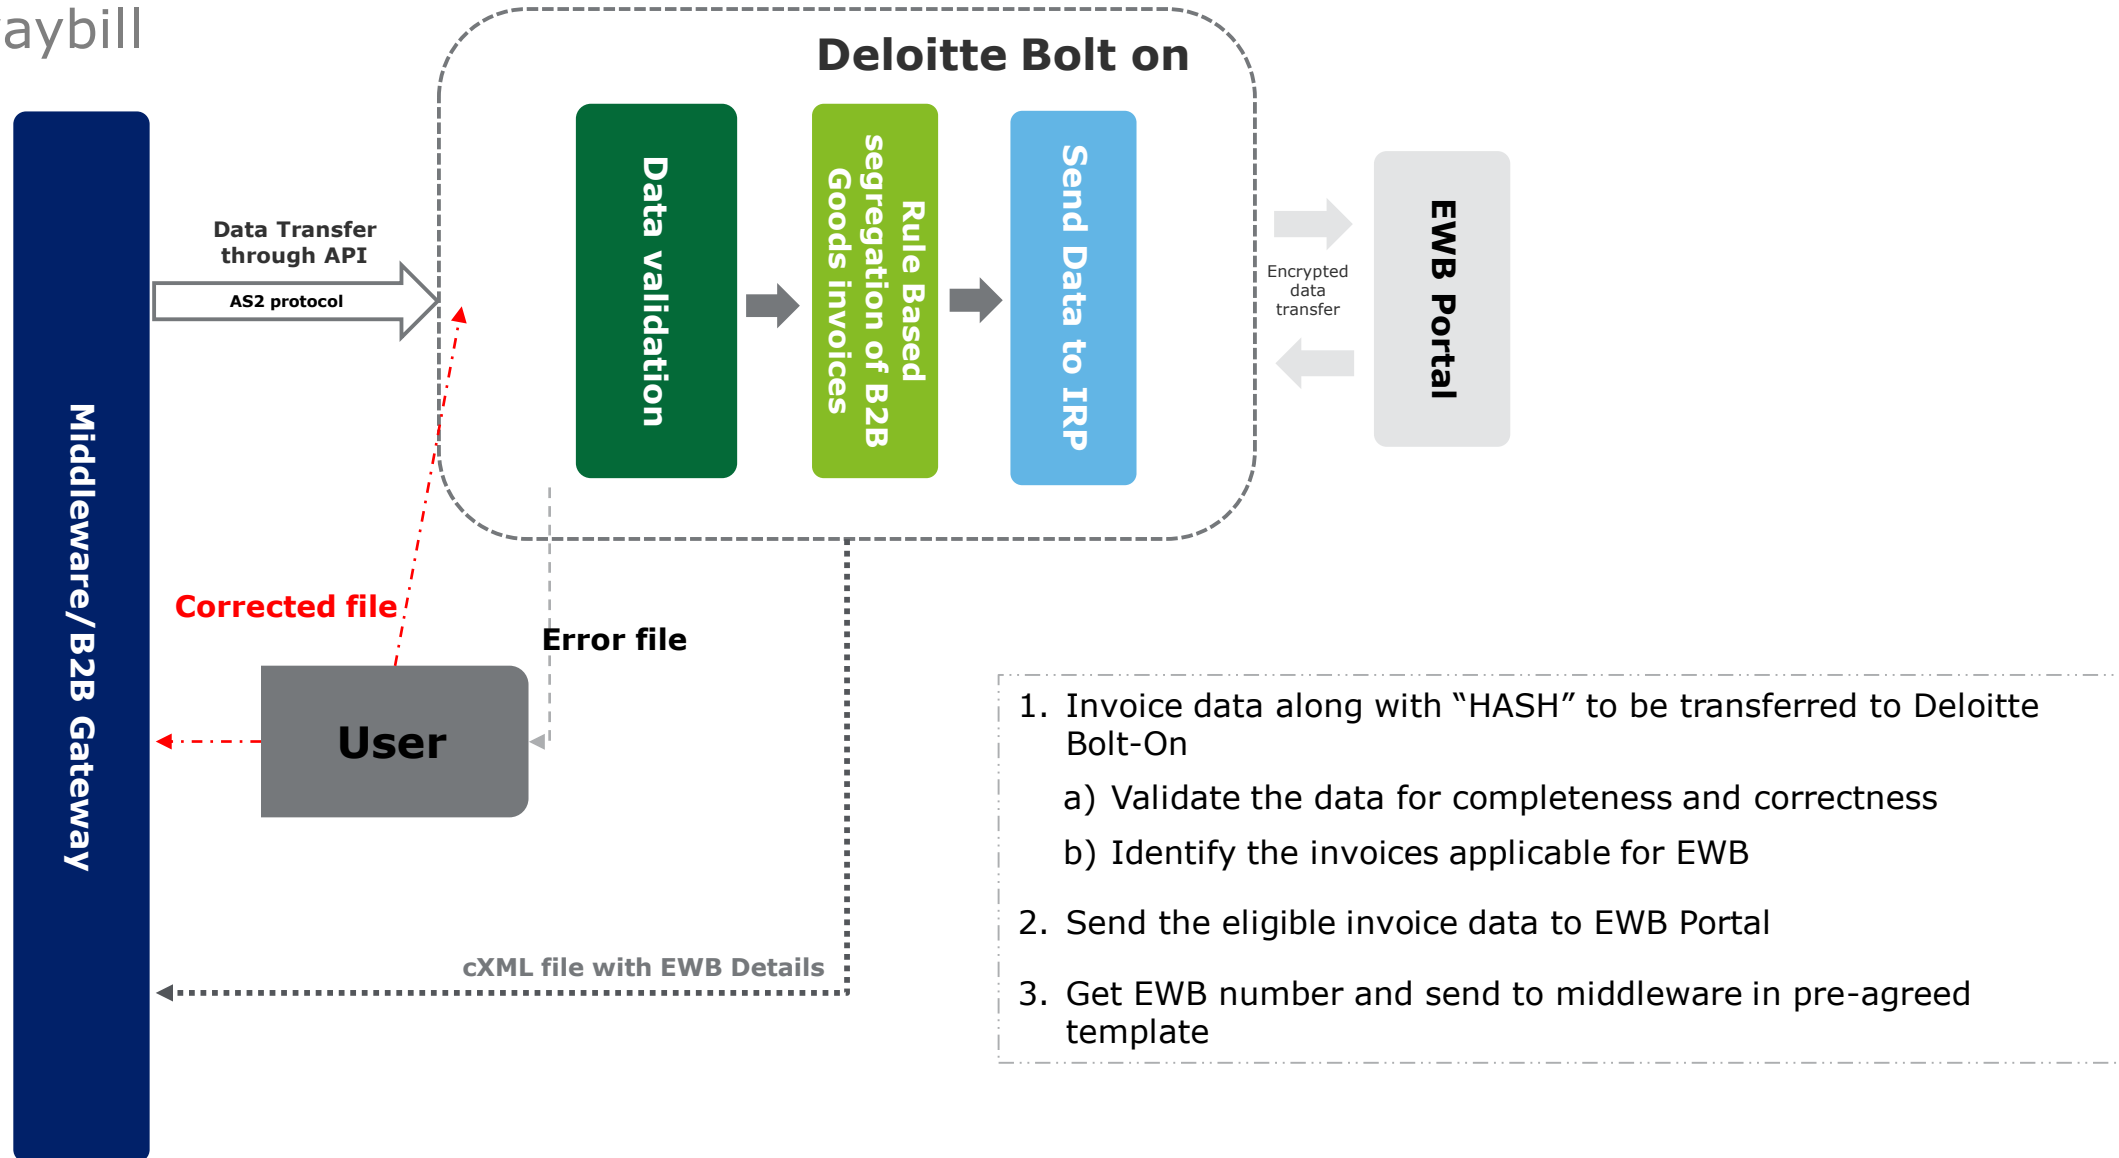 aybill
Deloitte Bolt on
Middleware/B2B Gateway
Data Transfer
through API
AS2 protocol
Data validation
Rule Based
segregation of B2B
Goods invoices
Send Data to IRP
Encrypted
data
transfer
EWB Portal
Corrected file
Error file
User
cXML file with EWB Details
1. Invoice data along with “HASH” to be transferred to Deloitte
Bolt-On
a) Validate the data for completeness and correctness
b) Identify the invoices applicable for EWB
2. Send the eligible invoice data to EWB Portal
3. Get EWB number and send to middleware in pre-agreed
template